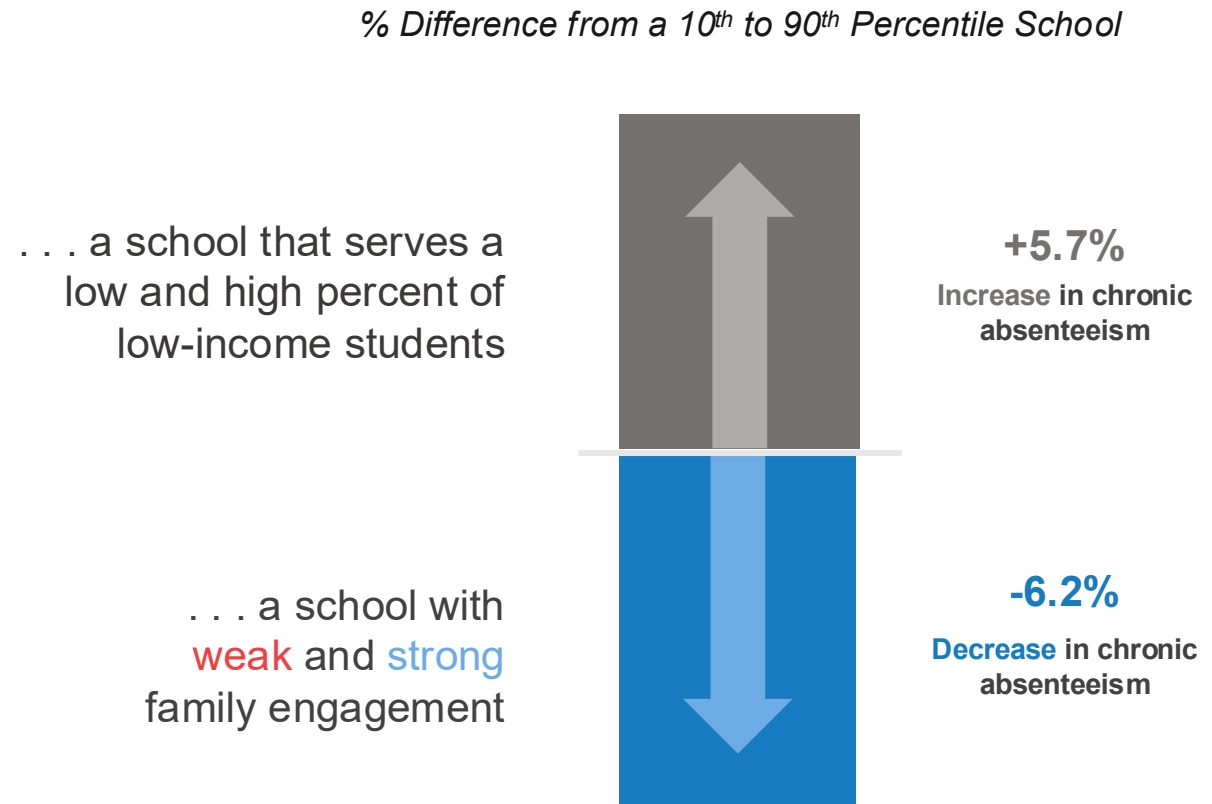 % Difference from a 10th to 90th Percentile School
. . . a school that serves a
low and high percent of
low-income students
+5.7%
Increase in chronic
absenteeism
. . . a school with
weak and strong
family engagement
-6.2%
Decrease in chronic
absenteeism